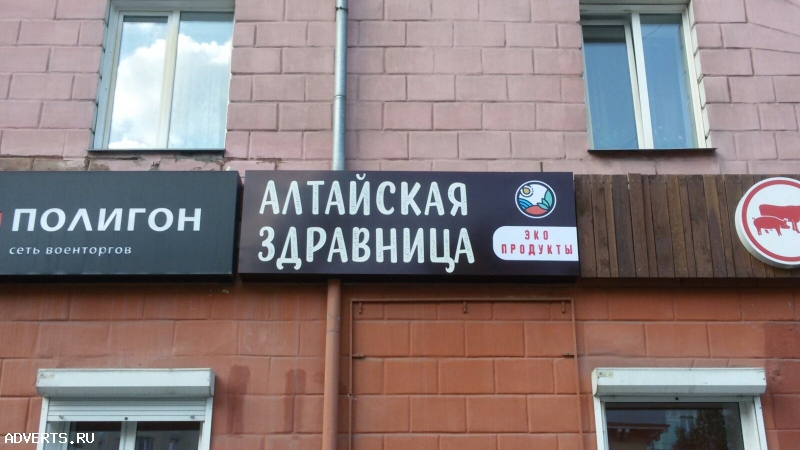 ПОЛИГОН
сеть военторгов
АЛТАЙСКАЯ
ЗДРАВНИЦА
ЭКО
ПРОДУКТЫ
ADVERTS.RU